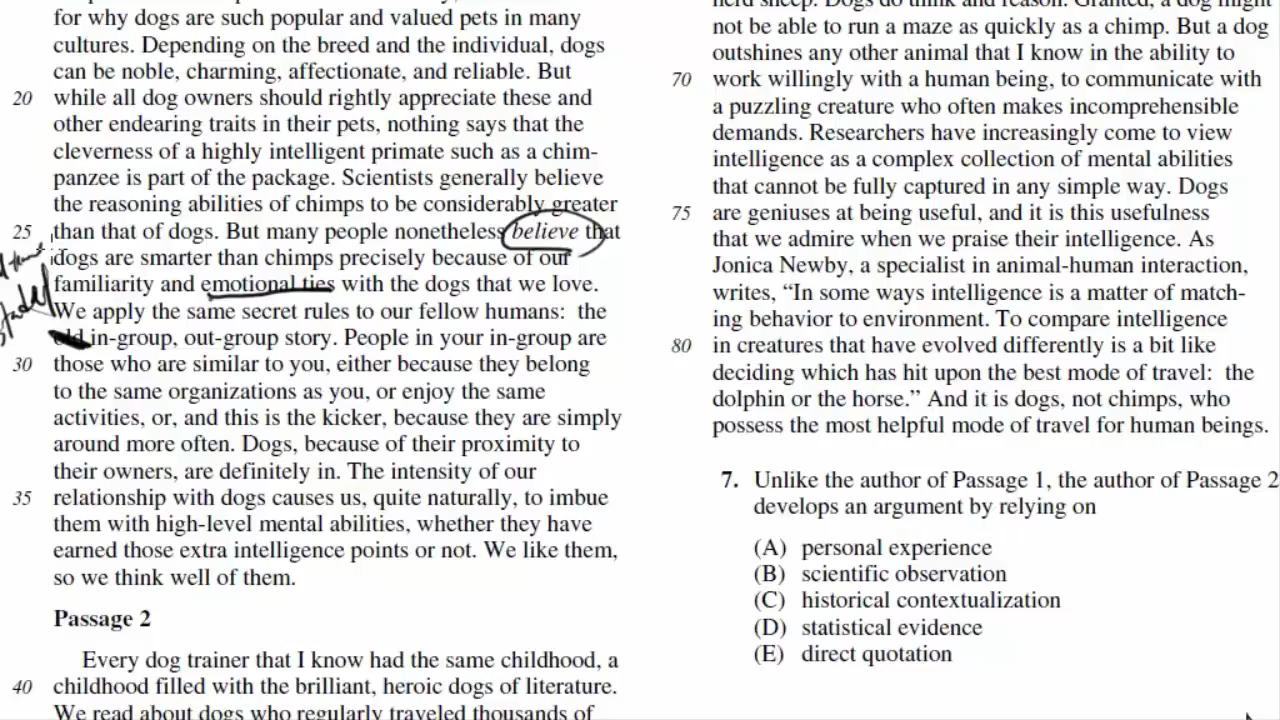 for why dogs are such popular and valued pets in many
cultures. Depending on the breed and the individual, dogs
can be noble, charming, affectionate, and reliable. But
20 while all dog owners should rightly appreciate these and
other endearing traits in their pets, nothing says that the
cleverness of a highly intelligent primate such as a chim-
panzee is part of the package. Scientists generally believe
the reasoning abilities of chimps to be considerably greater
25 than that of dogs. But many people nonetheless believe that
dogs are smarter than chimps precisely because of our
familiarity and emotional ties with the dogs that we love.
We apply the same secret rules to our fellow humans: the
in-group, out-group story. People in your in-group are
30 those who are similar to you, either because they belong
to the same organizations as you, or enjoy the same
activities, or, and this is the kicker, because they are simply
around more often. Dogs, because of their proximity to
their owners, are definitely in. The intensity of our
35 relationship with dogs causes us, quite naturally, to imbue
them with high-level mental abilities, whether they have
earned those extra intelligence points or not. We like them,
so we think well of them.
Passage 2
Every dog trainer that I know had the same childhood, a
40 childhood filled with the brilliant, heroic dogs of literature.
We read about dogs who regularly traveled thousands of
herd sheep. Dogs do think and reason. Granted, a dog might
not be able to run a maze as quickly as a chimp. But a dog
outshines any other animal that I know in the ability to
70 work willingly with a human being, to communicate with
a puzzling creature who often makes incomprehensible
demands. Researchers have increasingly come to view
intelligence as a complex collection of mental abilities
that cannot be fully captured in any simple way. Dogs
75 are geniuses at being useful, and it is this usefulness
that we admire when we praise their intelligence. As
Jonica Newby, a specialist in animal-human interaction,
writes, “In some ways intelligence is a matter of match-
ing behavior to environment. To compare intelligence
80 in creatures that have evolved differently is a bit like
deciding which has hit upon the best mode of travel: the
dolphin or the horse.” And it is dogs, not chimps, who
possess the most helpful mode of travel for human beings.
7. Unlike the author of Passage 1, the author of Passage 2
develops an argument by relying on
(A) personal experience
(B) scientific observation
(C) historical contextualization
(D) statistical evidence
(E) direct quotation